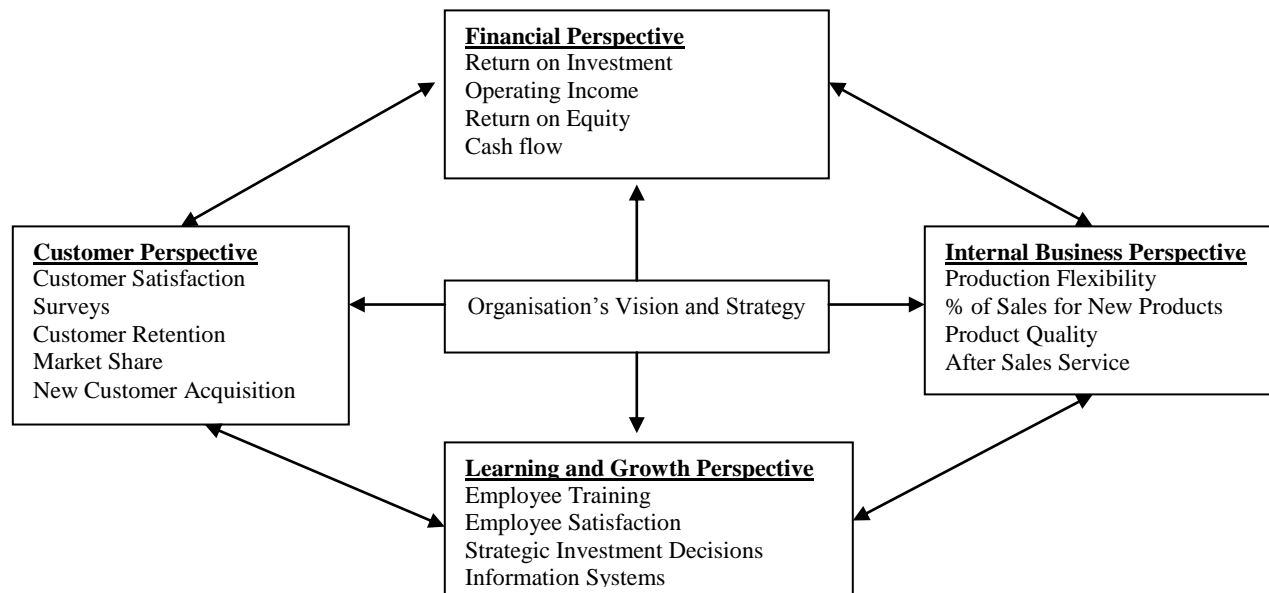 Financial Perspective
Return on Investment
Operating Income
Return on Equity
Cash flow
Customer Perspective
Customer Satisfaction
Surveys
Customer Retention
Market Share
New Customer Acquisition
Organisation’s Vision and Strategy
Internal Business Perspective
Production Flexibility
% of Sales for New Products
Product Quality
After Sales Service
Learning and Growth Perspective
Employee Training
Employee Satisfaction
Strategic Investment Decisions
Information Systems